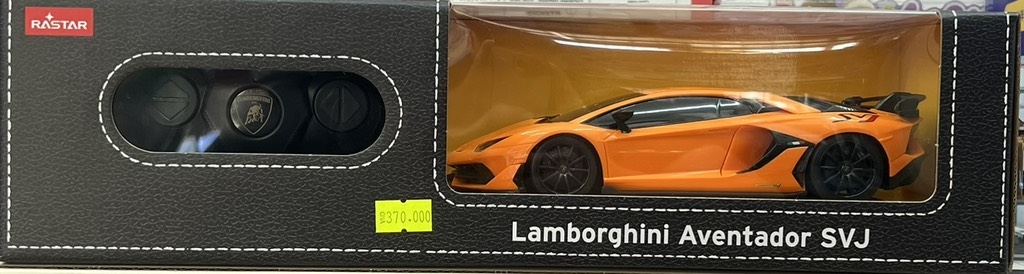 RASTAR
370.000
Lamborghini Aventador SVJ